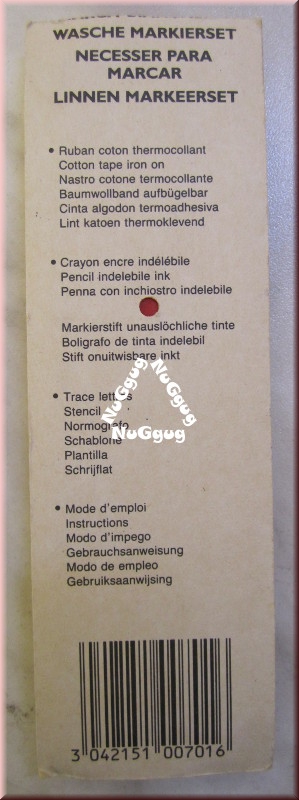 WASCHE MARKIERSET
NECESSER PARA
MARCAR
LINNEN MARKEERSET
• Ruban coton thermocollant
Cotton tape iron on
Nastro cotone termocollante
Baumwollband aufbügelbar
Cinta algodon termoadhesiva
Lint katoen thermoklevend
• Crayon encre indélébile
Pencil indelebile ink
Penna con inchiostro indelebile
Markierstift unauslöchliche tinte
Boligrafo de tinta indelebil
Stift onuitwisbare inkt
• Trace letters
Stencil
Normografo
Schablone
Plantilla
Schrijflat
NuGgug
NuGgug
NuGgug
• Mode d'emploi
Instructions
Modo d'impego
Gebrauchsanweisung
Modo de empleo
Gebruiksaanwijsing
3 042151 007016